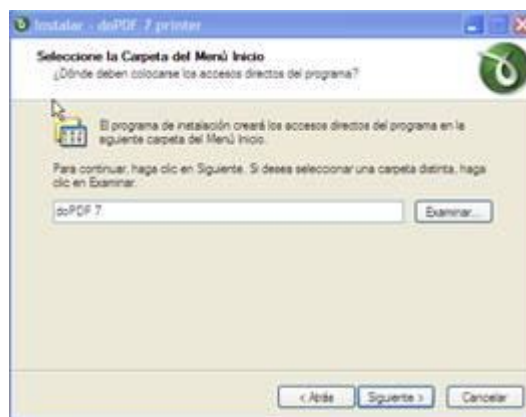 Instalar - doPDF 7 printer
Seleccione la Carpeta del Menú Inicio
¿Dónde deben colocarse los accesos directos del programa?
El programa de instalación creará los accesos directos del programa en la
siguiente carpeta del Menú Inicio.
Para continuar, haga clic en Siguiente. Si desea seleccionar una carpeta distinta, haga
clic en Examinar.
doPDF 7
Examinar...
< Atrás
Siguiente >
Cancelar